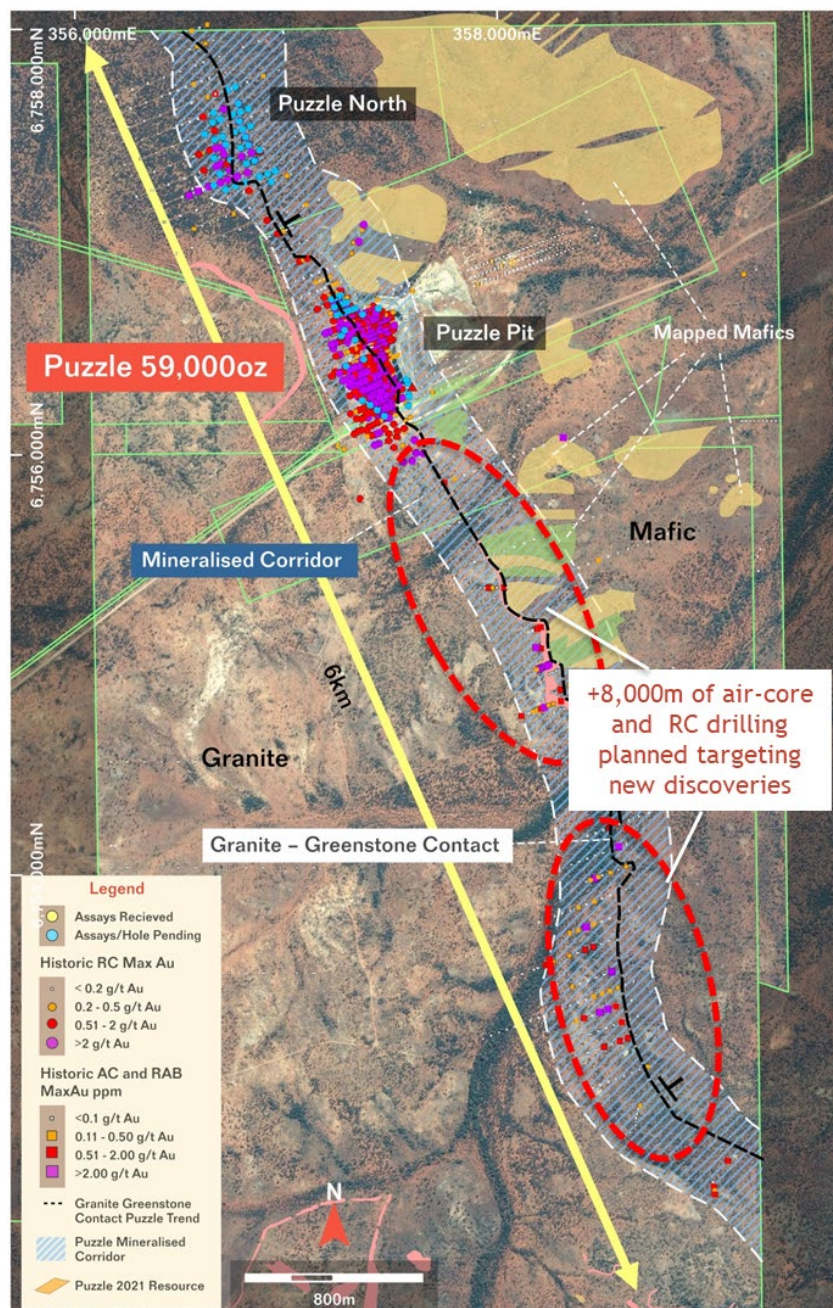 356,000mE
358,000mE
6,758,000mN
Puzzle North
Puzzle Pit
Mapped Mafics
Puzzle 59,000oz
6,756,000mN
Mafic
Mineralised Corridor
6km
+8,000m of air-core
and RC drilling
planned targeting
new discoveries
Granite
Granite – Greenstone Contact
,000mN
Legend
Assays Recieved
Assays/Hole Pending
Historic RC Max Au
< 0.2 g/t Au
0.2 - 0.5 g/t Au
0.51 - 2 g/t Au
>2 g/t Au
Historic AC and RAB
MaxAu ppm
<0.1 g/t Au
0.11 - 0.50 g/t Au
0.51 - 2.00 g/t Au
>2.00 g/t Au
Granite Greenstone
Contact Puzzle Trend
Puzzle Mineralised
Corridor
Puzzle 2021 Resource
N
800m